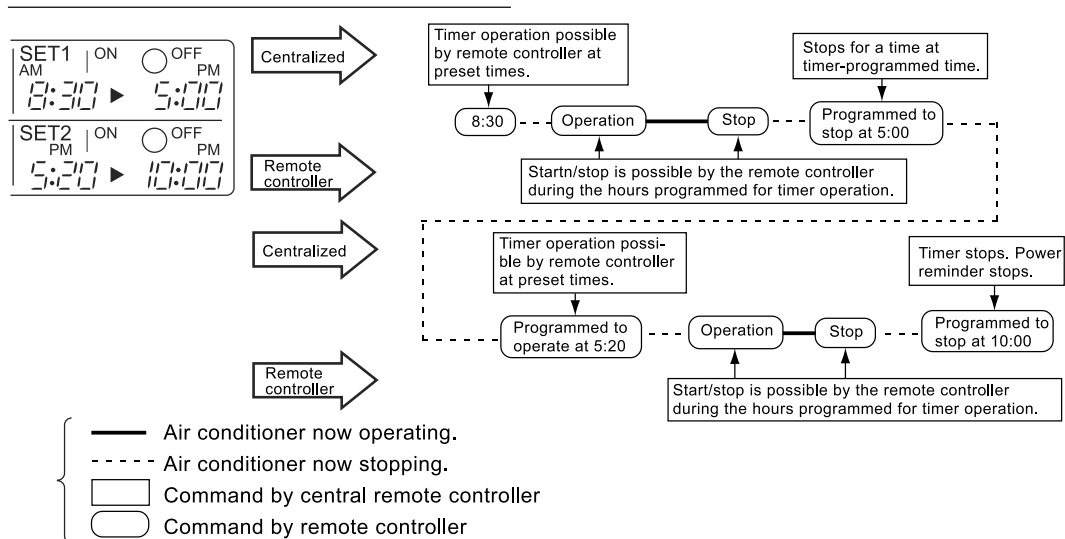 SET1 ON OFF
AM PM
8:30 ▶ 5:00
SET2 ON OFF
PM PM
5:20 ▶ 10:00
Centralized
Timer operation possible
by remote controller at
preset times.
Stops for a time at
timer-programmed time.
8:30
Operation
Stop
Programmed to
stop at 5:00
Remote
controller
Startn/stop is possible by the remote controller
during the hours programmed for timer operation.
Centralized
Timer operation possi-
ble by remote controller
at preset times.
Timer stops. Power
reminder stops.
Programmed to
operate at 5:20
Operation
Stop
Programmed to
stop at 10:00
Remote
controller
Start/stop is possible by the remote controller
during the hours programmed for timer operation.
Air conditioner now operating.
Air conditioner now stopping.
Command by central remote controller
Command by remote controller